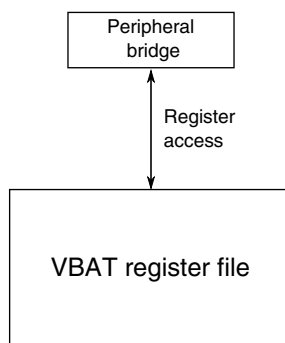 Peripheral
bridge
Register
access
VBAT register file